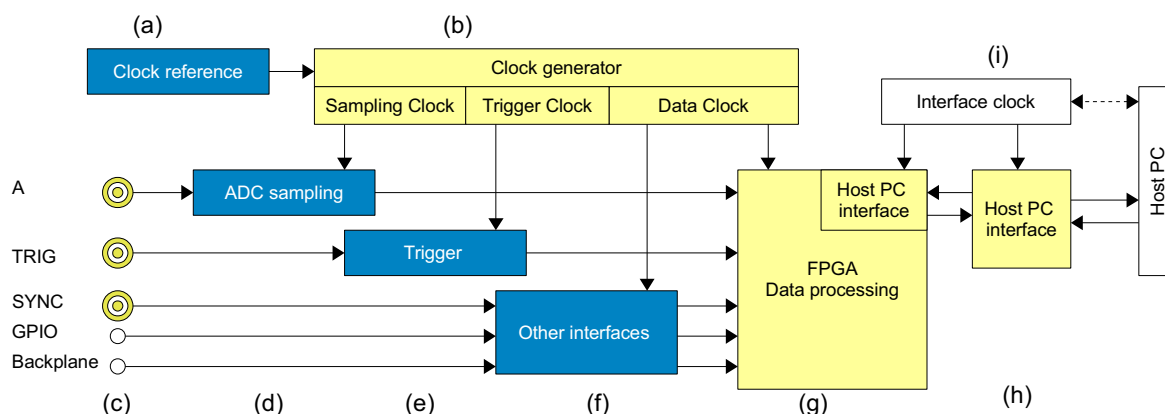 (a)
(b)
Clock reference
Clock generator
(i)
Sampling Clock
Trigger Clock
Data Clock
Interface clock
A
ADC sampling
Host PC
interface
Host PC
interface
Host PC
TRIG
Trigger
FPGA
Data processing
SYNC
GPIO
Other interfaces
Backplane
(c)
(d)
(e)
(f)
(g)
(h)